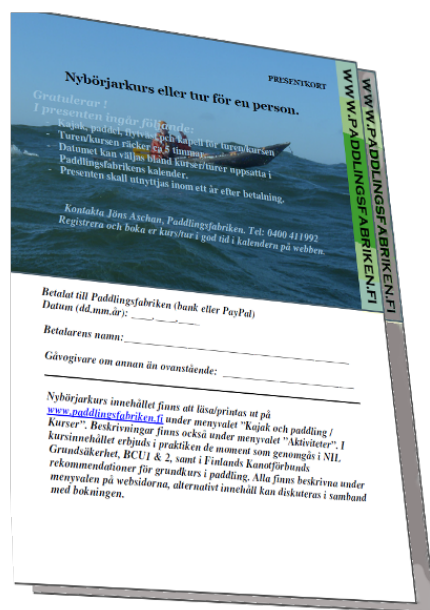 PRESENTKORT
Nybörjarkurs eller tur för en person.
Gratulerar !
I presenten ingår följande:
- Kajak, paddel, flytväst och kapell för turen/kursen
- Turen/kursen räcker ca 5 timmar.
- Datumet kan väljas bland kurser/turer uppsatta i
Paddlingsfabrikens kalender.
- Presenten skall utnyttjas inom ett år efter betalning.
Kontakta Jöns Aschan, Paddlingsfabriken. Tel: 0400 411992
Registrera och boka er kurs/tur i god tid i kalendern på webben.
WWW.PADDLINGSFABRIKEN.FI
WWW.PADDLINGSFABRIKEN.FI
Betalat till Paddlingsfabriken (bank eller PayPal)
Datum (dd.mm.år): ____.____.____
Betalarens namn:
Gåvogivare om annan än ovanstående:
Nybörjarkurs innehållet finns att läsa/printas ut på
www.paddlingsfabriken.fi under menyvalet "Kajak och paddling /
Kurser". Beskrivningar finns också under menyvalet "Aktiviteter". I
kursinnehållet erbjuds i praktiken de moment som genomgås i NIL
Grundsäkerhet, BCU1 & 2, samt i Finlands Kanotförbunds
rekommendationer för grundkurs i paddling. Alla finns beskrivna under
menyvalen på websidorna, alternativt innehåll kan diskuteras i samband
med bokningen.